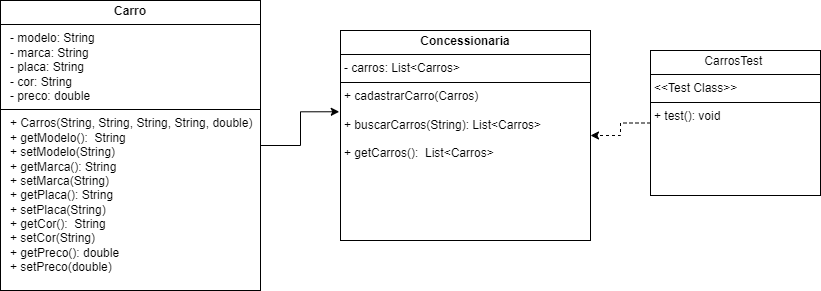 Carro
- modelo: String
- marca: String
- placa: String
- cor: String
- preco: double
+ Carros(String, String, String, String, double)
+ getModelo():  String
+ setModelo(String)
+ getMarca(): String
+ setMarca(String)
+ getPlaca(): String
+ setPlaca(String)
+ getCor():  String
+ setCor(String)
+ getPreco(): double
+ setPreco(double)
Concessionaria
- carros: List<Carros>
+ cadastrarCarro(Carros)
+ buscarCarros(String): List<Carros>
+ getCarros():  List<Carros>
CarrosTest
<<Test Class>>
+ test(): void